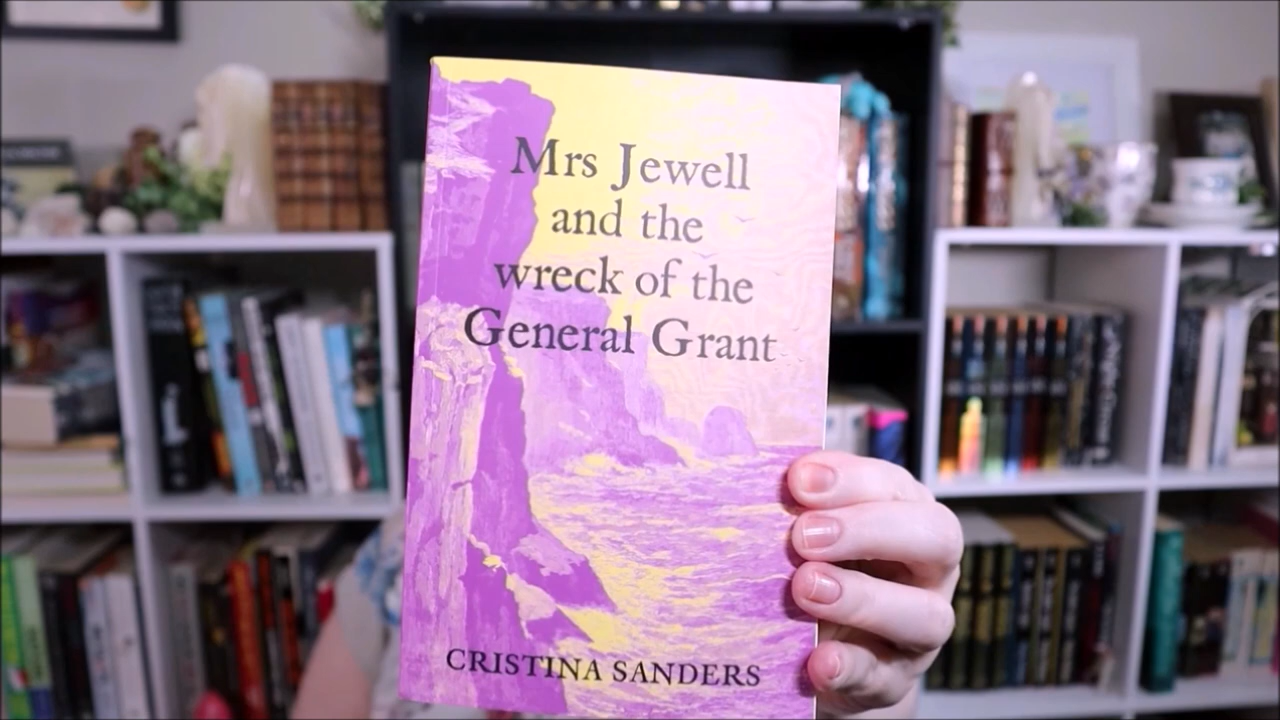 Mrs Jewell
and the
wreck of the
General Grant
CRISTINA SANDERS